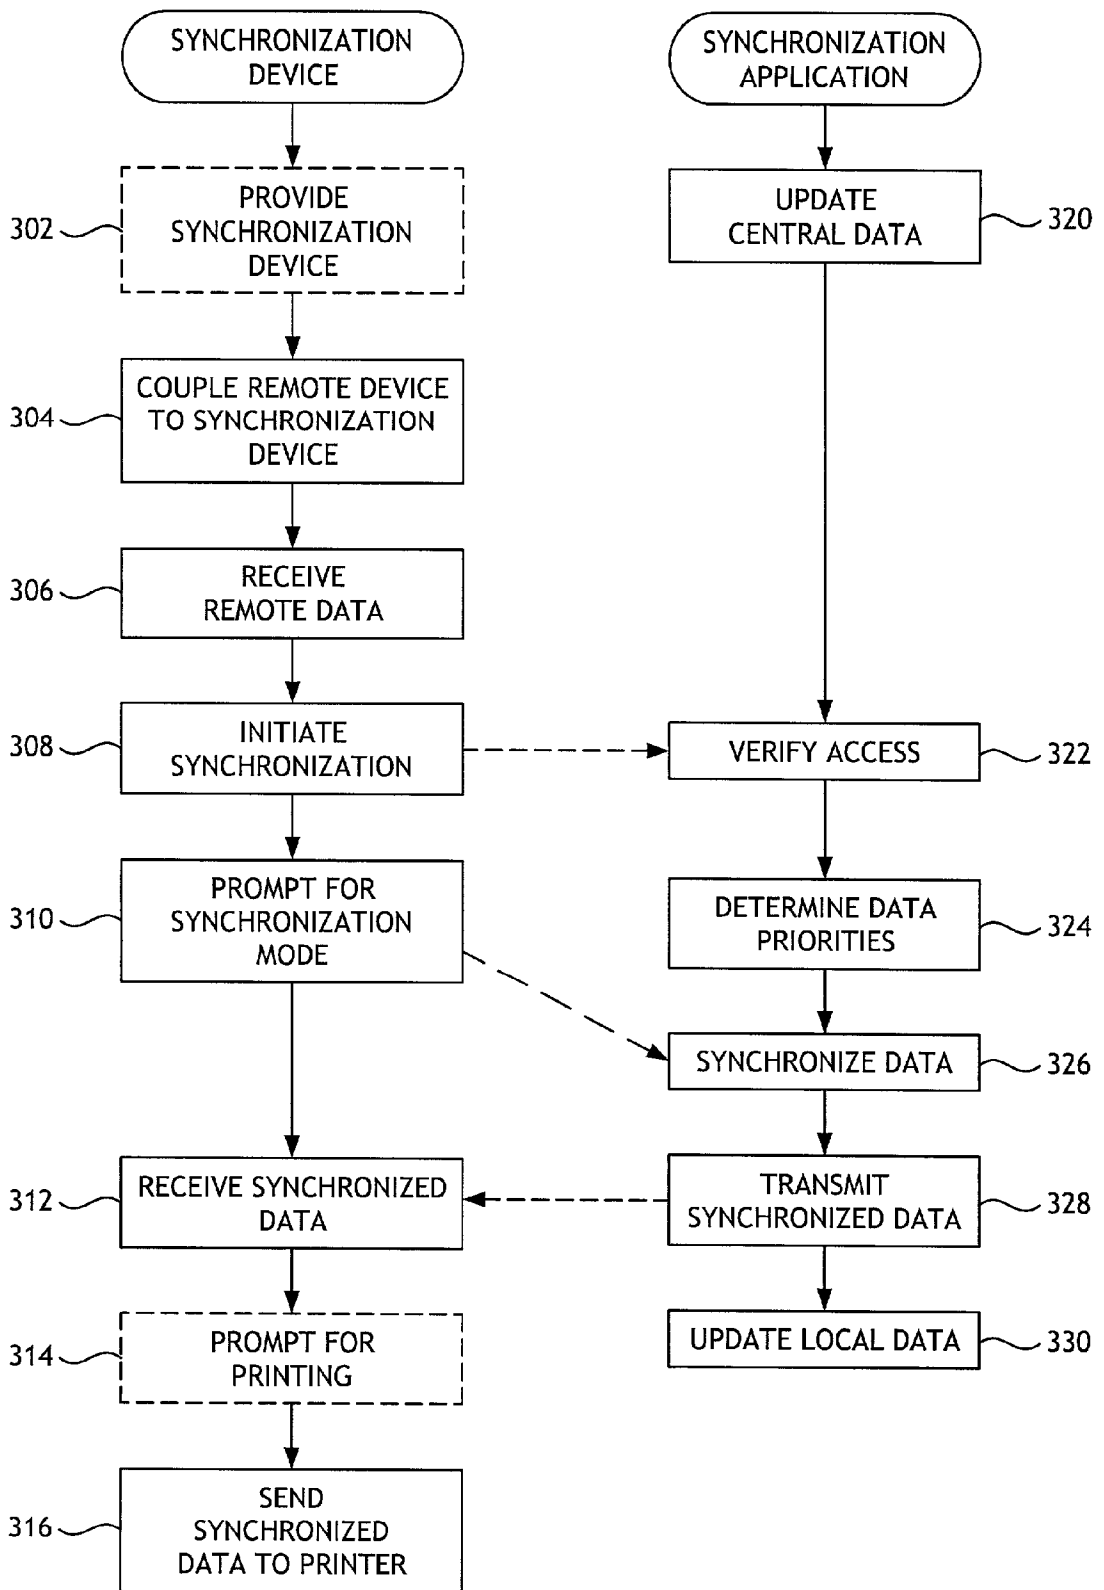 SYNCHRONIZATION
DEVICE
302
PROVIDE
SYNCHRONIZATION
DEVICE
304
COUPLE REMOTE DEVICE
TO SYNCHRONIZATION
DEVICE
306
RECEIVE
REMOTE DATA
308
INITIATE
SYNCHRONIZATION
310
PROMPT FOR
SYNCHRONIZATION
MODE
312
RECEIVE SYNCHRONIZED
DATA
314
PROMPT FOR
PRINTING
316
SEND
SYNCHRONIZED
DATA TO PRINTER
SYNCHRONIZATION
APPLICATION
UPDATE
CENTRAL DATA
320
VERIFY ACCESS
322
DETERMINE DATA
PRIORITIES
324
SYNCHRONIZE DATA
326
TRANSMIT
SYNCHRONIZED DATA
328
UPDATE LOCAL DATA
330